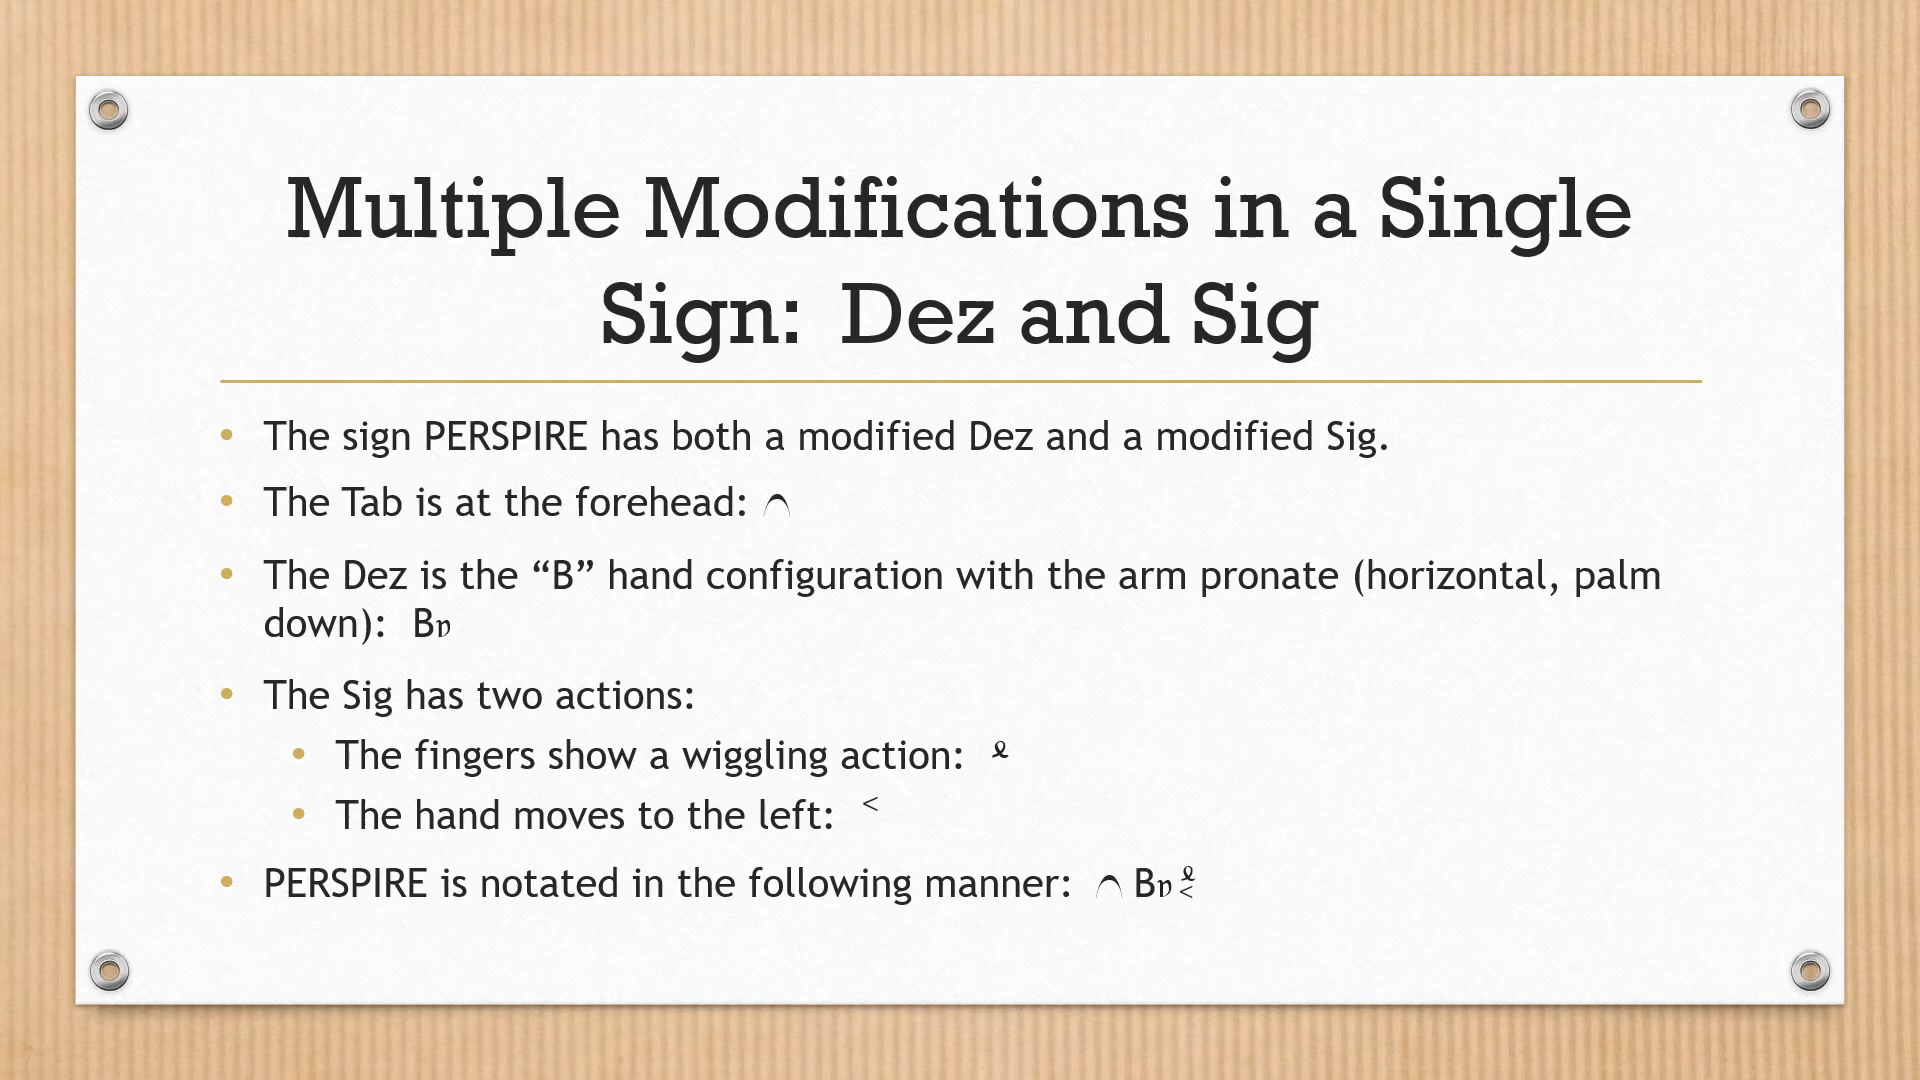 Multiple Modifications in a Single
Sign: Dez and Sig
• The sign PERSPIRE has both a modified Dez and a modified Sig.
• The Tab is at the forehead: ⌒
• The Dez is the “B” hand configuration with the arm pronate (horizontal, palm
down): Bɒ
• The Sig has two actions:
• The fingers show a wiggling action: ᶩ
• The hand moves to the left: <
• PERSPIRE is notated in the following manner: ⌒ Bɒ ᶩ <